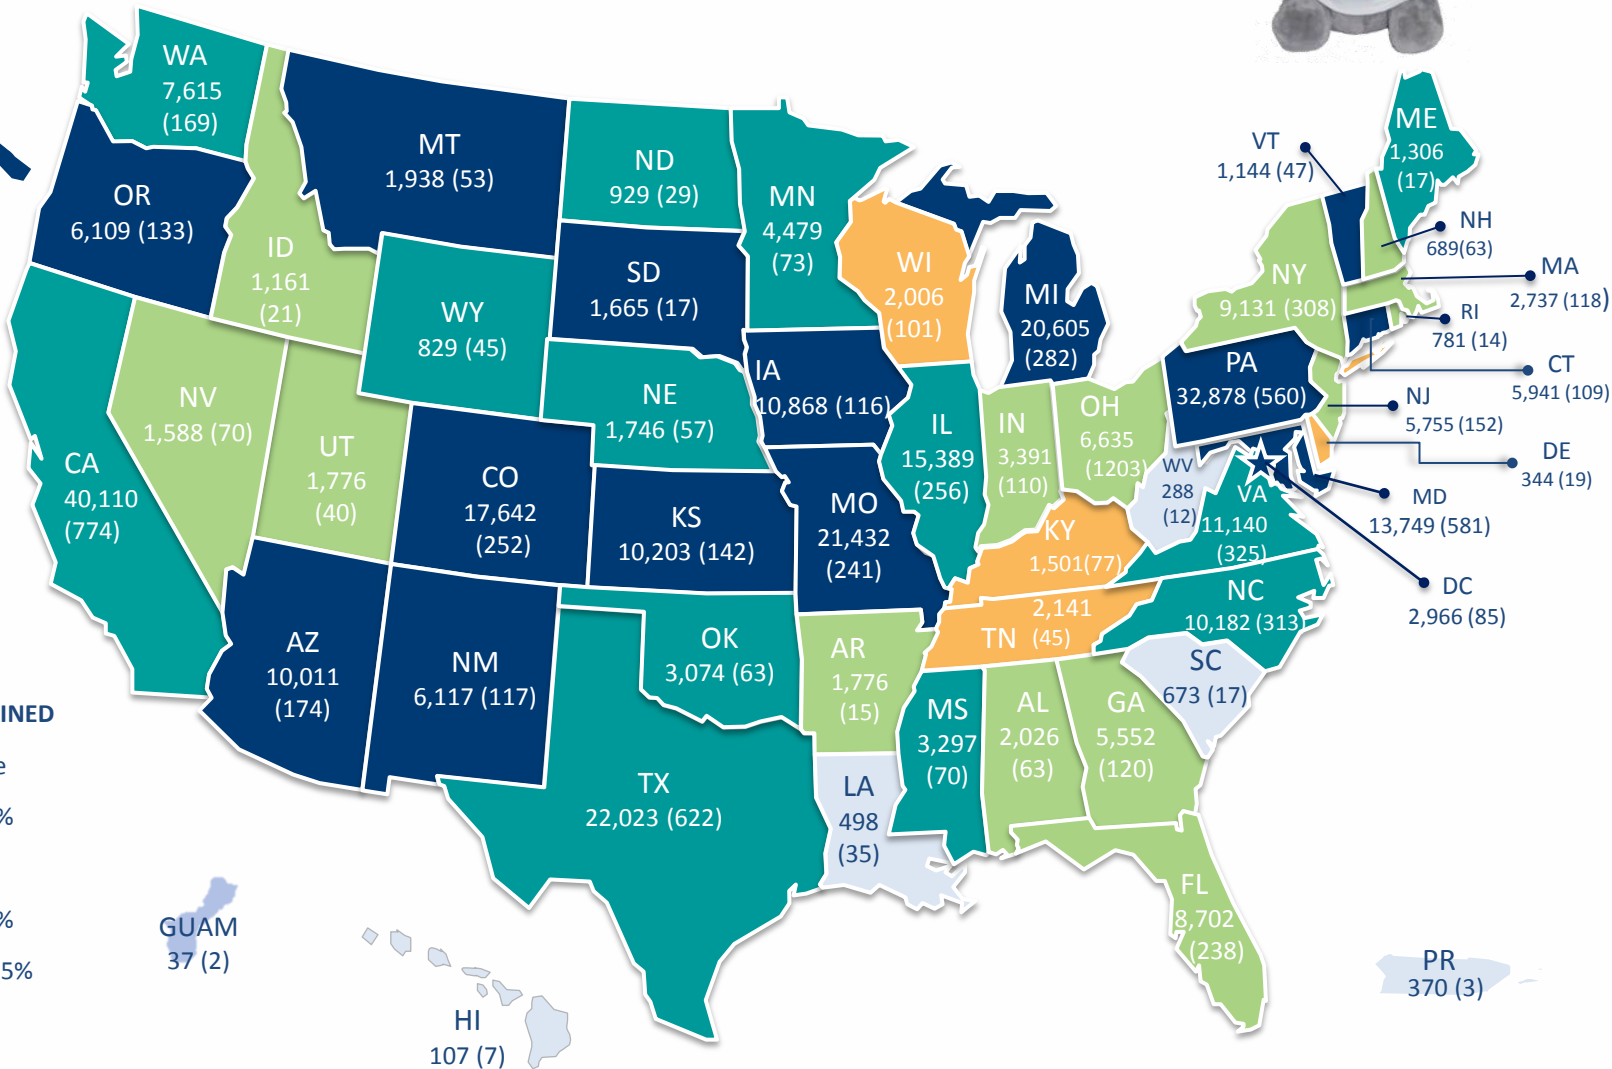 WA
7,615
(169)
OR
6,109 (133)
CA
40,110
(774)
ID
1,161
(21)
NV
1,588 (70)
MT
1,938 (53)
WY
829 (45)
UT
1,776
(40)
AZ
10,011
(174)
CO
17,642
(252)
NM
6,117 (117)
ND
929 (29)
SD
1,665 (17)
NE
1,746 (57)
KS
10,203 (142)
OK
3,074 (63)
TX
22,023 (622)
MN
4,479
(73)
IA
10,868 (116)
MO
21,432
(241)
AR
1,776
(15)
LA
498
(35)
WI
2,006
(101)
IL
15,389
(256)
MI
20,605
(282)
IN
3,391
(110)
OH
6,635
(1203)
KY
1,501(77)
TN
2,141
(45)
MS
3,297
(70)
AL
2,026
(63)
GA
5,552
(120)
FL
8,702
(238)
SC
673 (17)
NC
10,182 (313)
VA
11,140
(325)
WV
288
(12)
PA
32,878 (560)
NY
9,131 (308)
VT
1,144 (47)
ME
1,306
(17)
NH
689(63)
MA
2,737 (118)
RI
781 (14)
CT
5,941 (109)
NJ
5,755 (152)
DE
344 (19)
MD
13,749 (581)
DC
2,966 (85)
INED
e
%
%
5%
GUAM
37 (2)
HI
107 (7)
PR
370 (3)